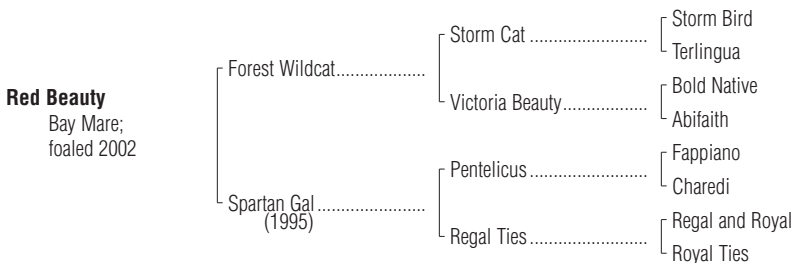 Storm Bird
Storm Cat ..........................
Terlingua
Forest Wildcat....................
Bold Native
Victoria Beauty...................
Abifaith
Red Beauty
Bay Mare;
foaled 2002
Fappiano
Pentelicus ..........................
Charedi
Spartan Gal ........................
(1995)
Regal and Royal
Regal Ties..........................
Royal Ties